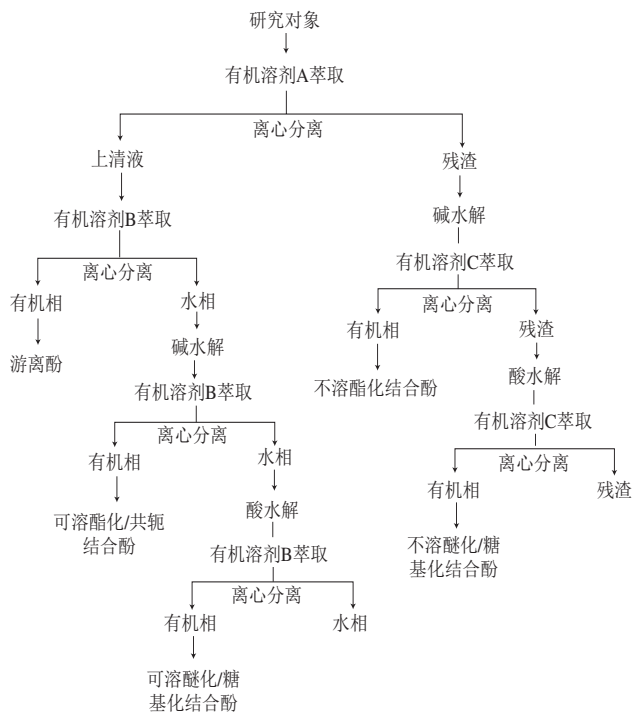 研究对象
有机溶剂A萃取
离心分离
上清液
残渣
有机溶剂B萃取
碱水解
离心分离
有机溶剂C萃取
有机相
水相
离心分离
游离酚
碱水解
有机相
残渣
有机溶剂B萃取
不溶酯化结合酚
酸水解
离心分离
有机溶剂C萃取
有机相
水相
离心分离
可溶酯化/共轭
结合酚
酸水解
有机相
残渣
有机溶剂B萃取
不溶醚化/糖
基化结合酚
离心分离
有机相
水相
可溶醚化/糖
基化结合酚